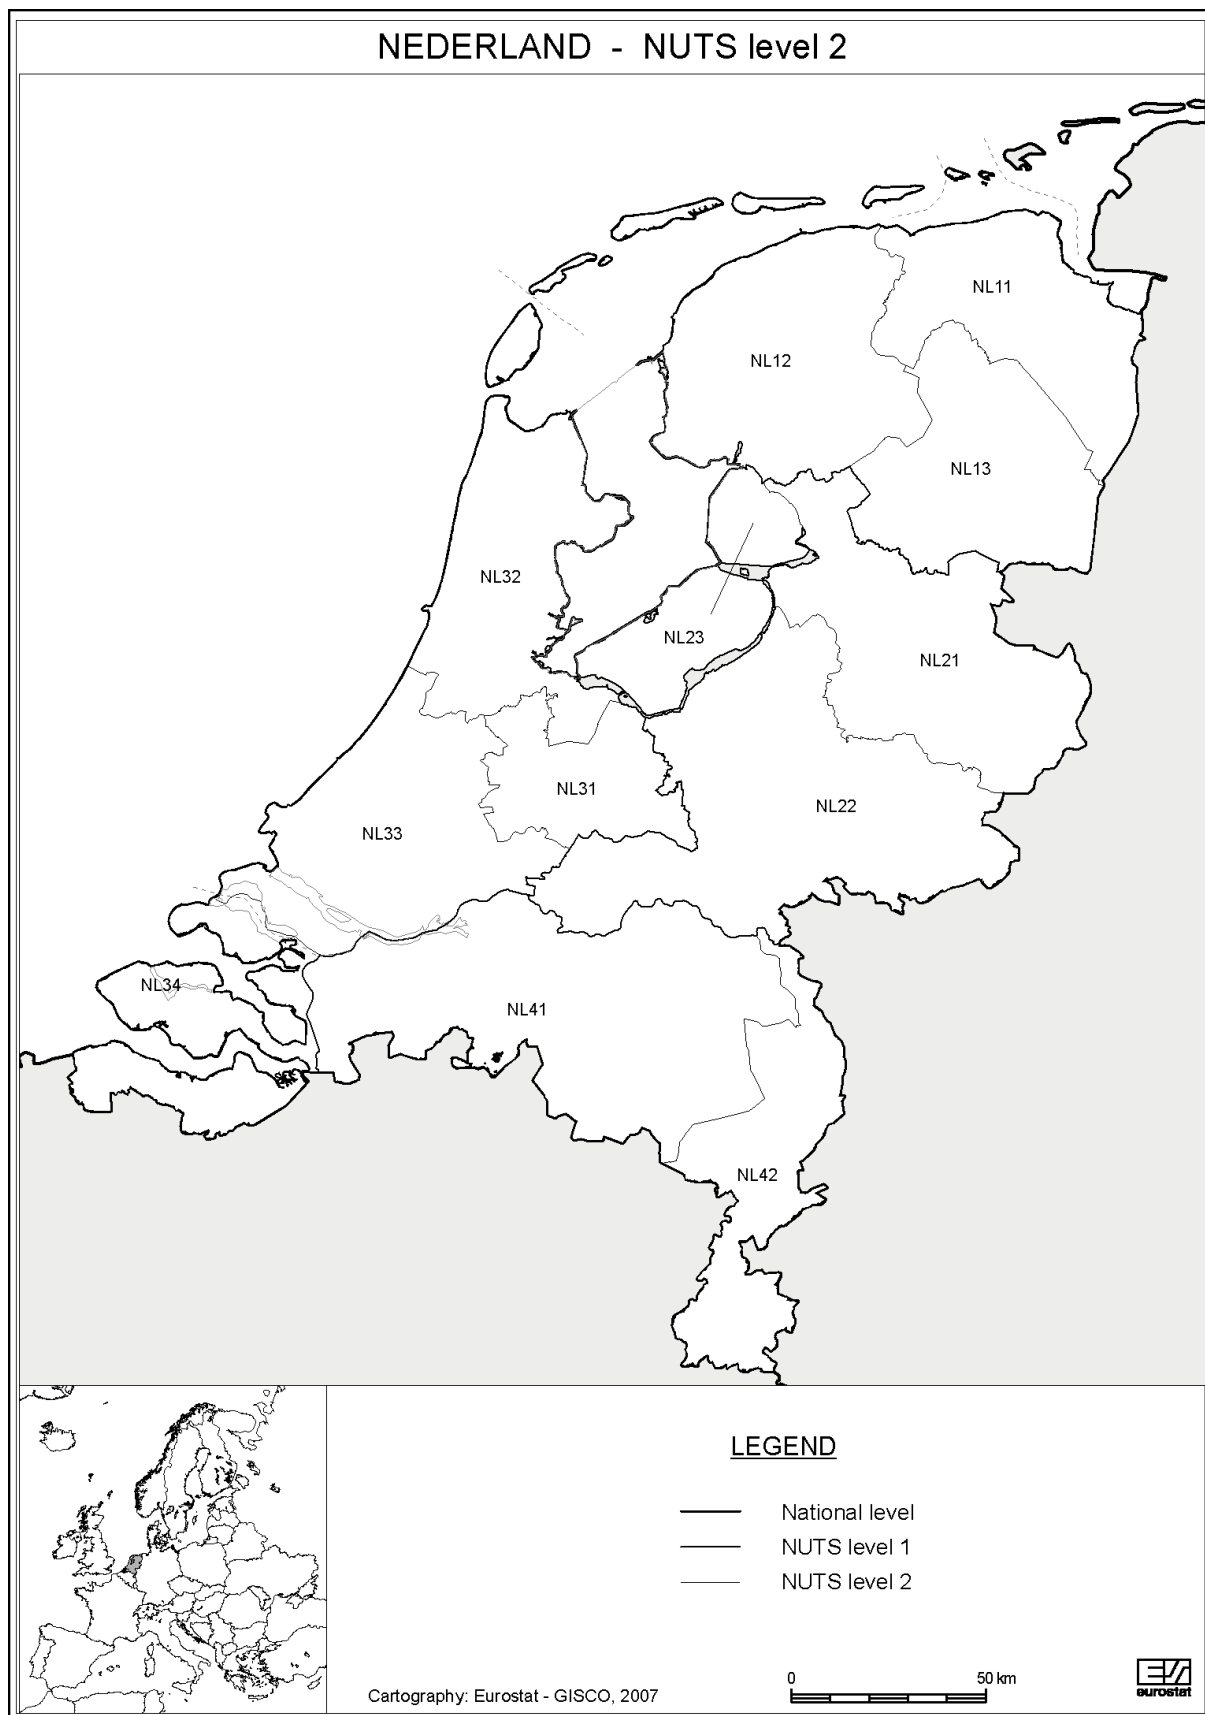 NEDERLAND - NUTS level 2
NL11
NL12
NL13
NL32
NL23
NL21
NL31
NL22
NL33
NL34
NL41
NL42
LEGEND
National level
NUTS level 1
NUTS level 2
0 50 km
Cartography: Eurostat - GISCO, 2007
eurostat